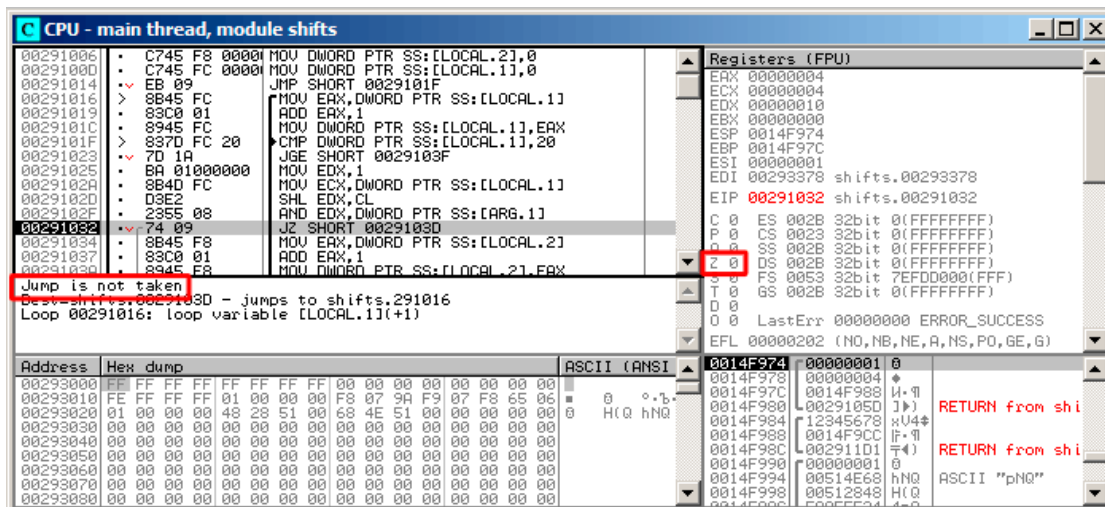 CPU - main thread, module shifts
00291006 . C745 F8 0000 MOV DWORD PTR SS:[LOCAL.2],0
0029100D . C745 FC 0000 MOV DWORD PTR SS:[LOCAL.1],0
00291014 . EB 09 JMP SHORT 0029101F
00291016 > 8B45 FC MOV EAX,DWORD PTR SS:[LOCAL.1]
00291019 . 83C0 01 ADD EAX,1
0029101C . 8945 FC MOV DWORD PTR SS:[LOCAL.1],EAX
0029101F > 837D FC 20 CMP DWORD PTR SS:[LOCAL.1],20
00291023 . 7D 1A JGE SHORT 0029103F
00291025 . BA 01000000 MOV EDX,1
0029102A . 8B4D FC MOV ECX,DWORD PTR SS:[LOCAL.1]
0029102D . D3E2 SHL EDX,CL
0029102F . 2355 08 AND EDX,DWORD PTR SS:[ARG.1]
00291032 . 74 09 JZ SHORT 0029103D
00291034 . 8B45 F8 MOV EAX,DWORD PTR SS:[LOCAL.2]
00291037 . 83C0 01 ADD EAX,1
0029103A . 8945 F8 MOV DWORD PTR SS:[LOCAL.2],EAX
Jump is not taken
Dest=shifts.0029103D - jumps to shifts.291016
Loop 00291016: loop variable [LOCAL.1](+1)
Registers (FPU)
EAX 00000004
ECX 00000004
EDX 00000010
EBX 00000000
ESP 0014F974
EBP 0014F97C
ESI 00000001
EDI 00293378 shifts.00293378
EIP 00291032 shifts.00291032
C 0 ES 002B 32bit 0(FFFFFFFF)
P 0 CS 0023 32bit 0(FFFFFFFF)
A 0 SS 002B 32bit 0(FFFFFFFF)
Z 0 DS 002B 32bit 0(FFFFFFFF)
S 0 FS 0053 32bit 7EFDD000(FFF)
T 0 GS 002B 32bit 0(FFFFFFFF)
D 0
O 0 LastErr 00000000 ERROR_SUCCESS
EFL 00000202 (NO,NB,NE,A,NS,PO,GE,G)
Address Hex dump ASCII (ANSI
00293000 FF FF FF FF FF FF FF FF 00 00 00 00 00 00 00 00
00293010 FE FF FF FF 01 00 00 00 F8 07 9A F9 07 F8 65 06
00293020 01 00 00 00 48 28 51 00 68 4E 51 00 00 00 00 00 H(Q hNQ
00293030 00 00 00 00 00 00 00 00 00 00 00 00 00 00 00 00
00293040 00 00 00 00 00 00 00 00 00 00 00 00 00 00 00 00
00293050 00 00 00 00 00 00 00 00 00 00 00 00 00 00 00 00
00293060 00 00 00 00 00 00 00 00 00 00 00 00 00 00 00 00
00293070 00 00 00 00 00 00 00 00 00 00 00 00 00 00 00 00
00293080 00 00 00 00 00 00 00 00 00 00 00 00 00 00 00 00
0014F974 00000001
0014F978 00000004 ♦
0014F97C 0014F988
0014F980 0029105D RETURN from shi
0014F984 12345678 xV4
0014F988 0014F9CC
0014F98C 002911D1 RETURN from shi
0014F990 00000001
0014F994 00514E68 hNQ ASCII "pNQ"
0014F998 00512848 H(Q